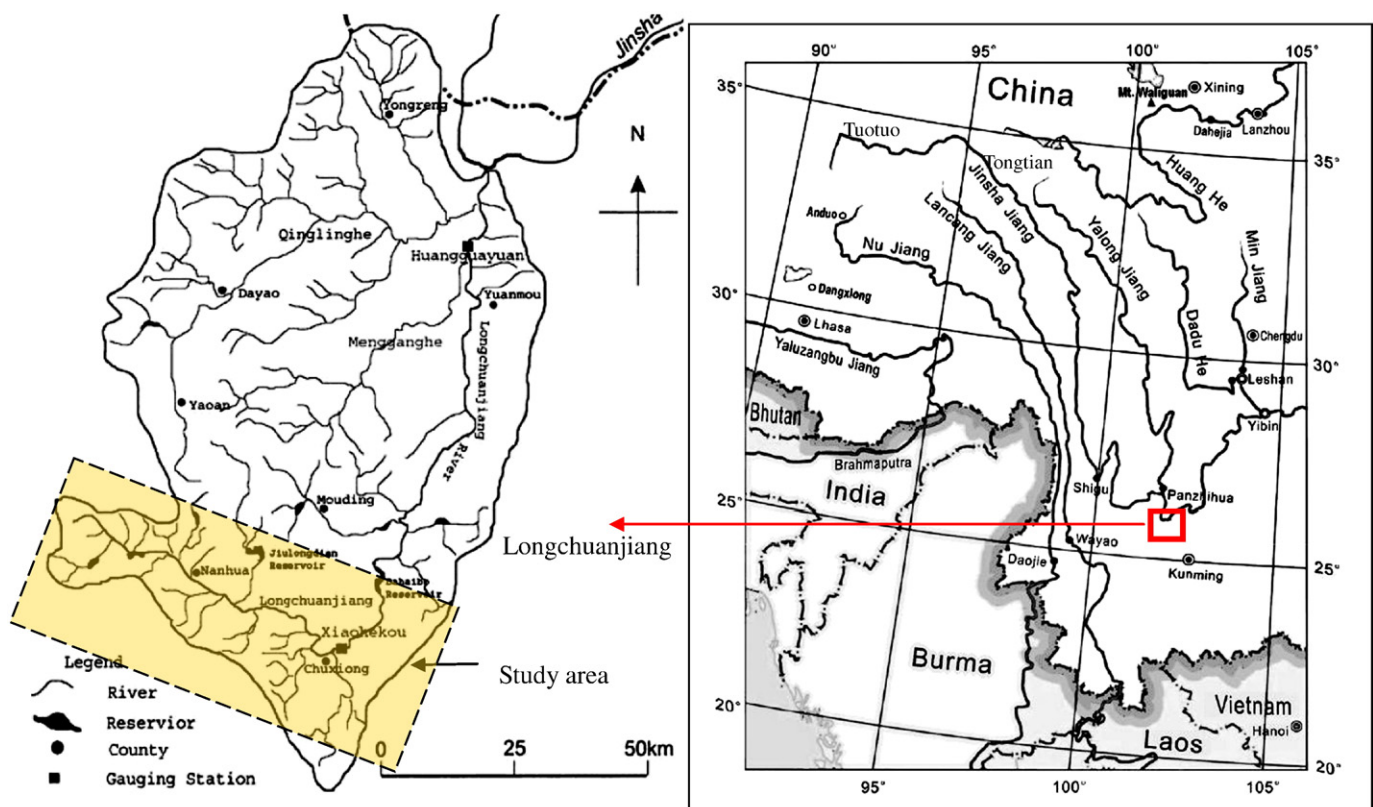 Jinsha
Yongreng
N
Qinglinghe
Huangguayuan
Dayao
Yuanmou
Mengganghe
Longchuanjiang
River
Yaoan
Mouding
Longchuanjiang
Jiulongdian
Reservoir
Nanhua
Reservoir
Longchuanjiang
Xiaohekou
Chuxiong
Study area
Legend
River
Reservior
County
Gauging Station
0 25 50km
90° 95° 100° 105°
35°
China
Mt. Waliguan
Xining
Dahejia
Lanzhou
Tuotuo
Tongtian
35°
Huang He
Jinsha Jiang
Lancang Jiang
Yalong Jiang
Anduo
Nu Jiang
Min Jiang
30°
Dangxiong
Dadu He
Lhasa
Chengdu
30°
Yaluzangbu Jiang
Leshan
Bhutan
Yibin
Brahmaputra
India
Shigu
Panzhihua
25°
Wayao
Daojie
Kunming
25°
Burma
20°
Vietnam
Hanoi
Laos
20°
95° 100° 105°